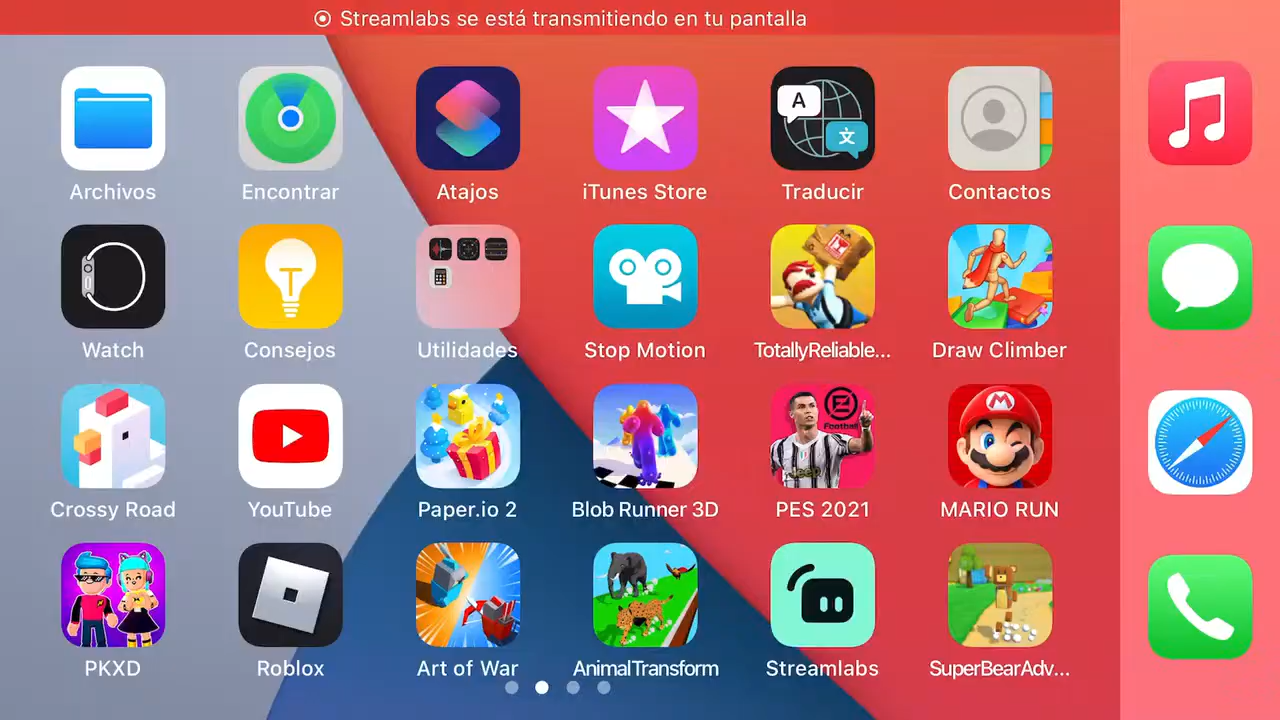 Streamlabs se está transmitiendo en tu pantalla
A
文
Archivos
Encontrar
Atajos
iTunes Store
Traducir
Contactos
Watch
Consejos
Utilidades
Stop Motion
TotallyReliable...
Draw Climber
Football
M
Crossy Road
YouTube
Paper.io 2
Blob Runner 3D
PES 2021
MARIO RUN
PKXD
Roblox
Art of War
AnimalTransform
Streamlabs
SuperBearAdv...